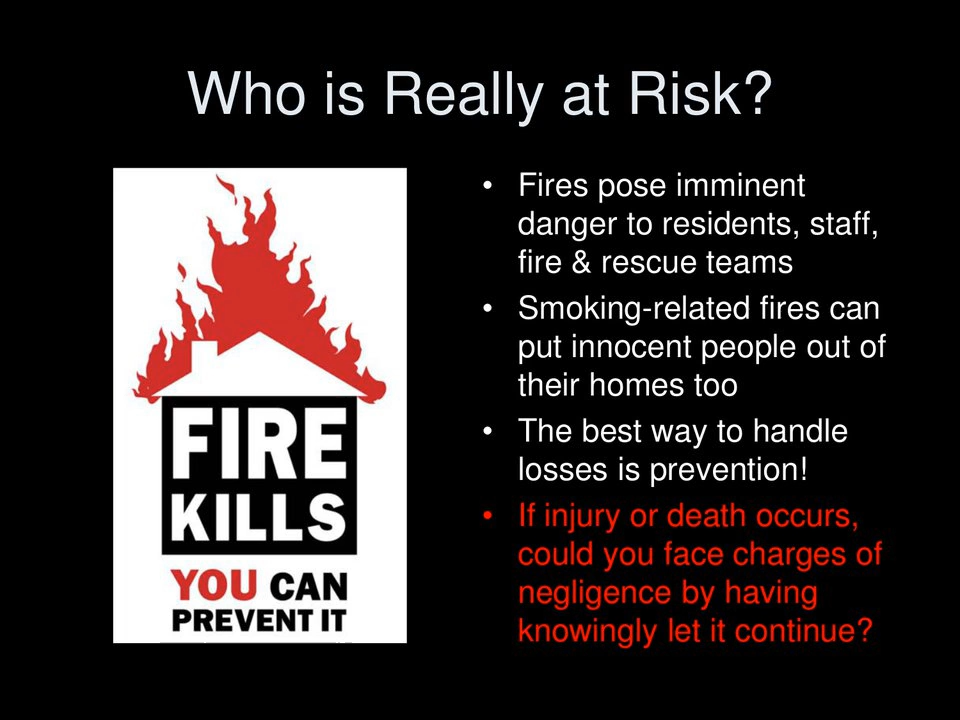 Who is Really at Risk?
FIRE
KILLS
YOU CAN
PREVENT IT
• Fires pose imminent
danger to residents, staff,
fire & rescue teams
• Smoking-related fires can
put innocent people out of
their homes too
• The best way to handle
losses is prevention!
• If injury or death occurs,
could you face charges of
negligence by having
knowingly let it continue?